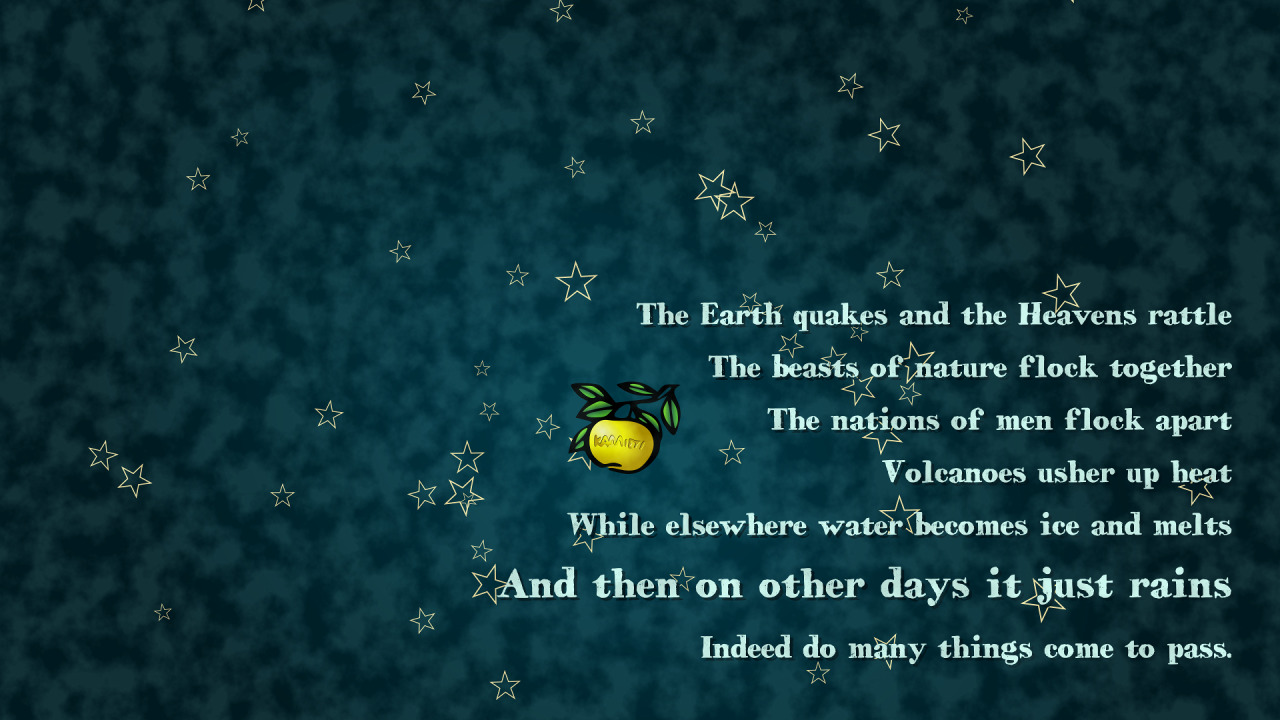 The Earth quakes and the Heavens rattle
The beasts of nature flock together
The nations of men flock apart
Volcanoes usher up heat
While elsewhere water becomes ice and melts
And then on other days it just rains
Indeed do many things come to pass.